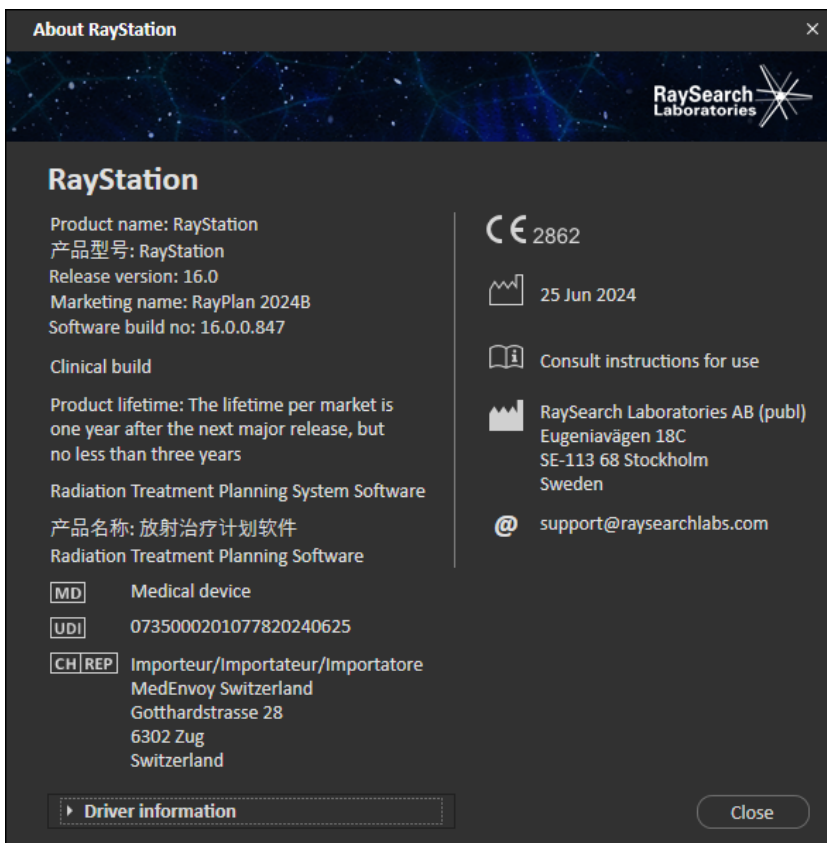 About RayStation
RaySearch
Laboratories
RayStation
Product name: RayStation
产品型号: RayStation
Release version: 16.0
Marketing name: RayPlan 2024B
Software build no: 16.0.0.847
Clinical build
Product lifetime: The lifetime per market is
one year after the next major release, but
no less than three years
Radiation Treatment Planning System Software
产品名称: 放射治疗计划软件
Radiation Treatment Planning Software
MD Medical device
UDI 0735000201077820240625
CH REP Importeur/Importateur/Importatore
MedEnvoy Switzerland
Gotthardstrasse 28
6302 Zug
Switzerland
CE 2862
25 Jun 2024
Consult instructions for use
RaySearch Laboratories AB (publ)
Eugeniavägen 18C
SE-113 68 Stockholm
Sweden
@ support@raysearchlabs.com
Driver information
Close